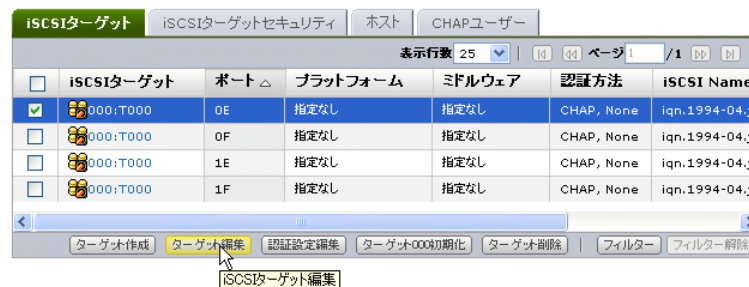 iSCSIターゲット iSCSIターゲットセキュリティ ホスト CHAPユーザー
表示行数 25 ページ 1 /1
iSCSIターゲット ポート プラットフォーム ミドルウェア 認証方法 iSCSI Name
000:T000 0E 指定なし 指定なし CHAP, None iqn.1994-04.
000:T000 0F 指定なし 指定なし CHAP, None iqn.1994-04.
000:T000 1E 指定なし 指定なし CHAP, None iqn.1994-04.
000:T000 1F 指定なし 指定なし CHAP, None iqn.1994-04.
ターゲット作成 ターゲット編集 認証設定編集 ターゲット000初期化 ターゲット削除 フィルター フィルター解除
iSCSIターゲット編集